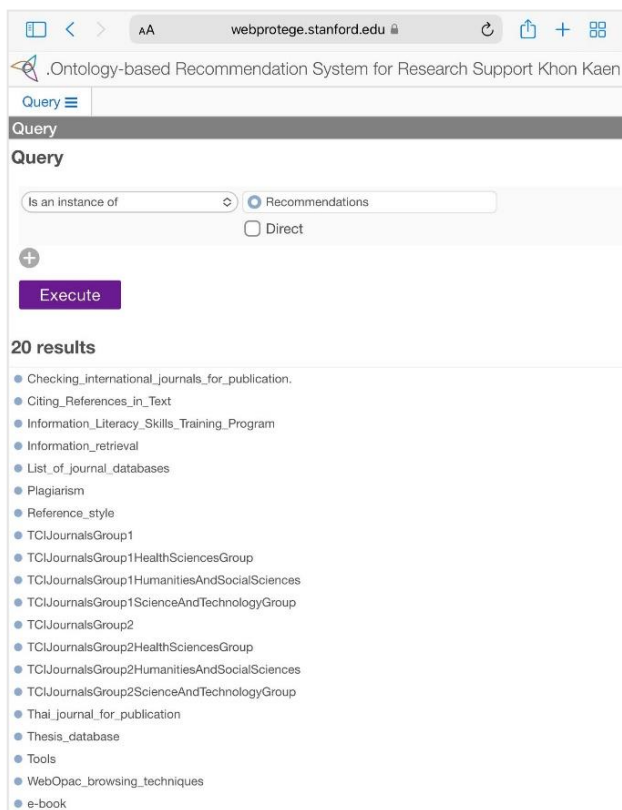 AA webprotege.stanford.edu
.Ontology-based Recommendation System for Research Support Khon Kaen
Query
Query
Query
Is an instance of Recommendations
Direct
Execute
20 results
Checking_international_journals_for_publication.
Citing_References_in_Text
Information_Literacy_Skills_Training_Program
Information_retrieval
List_of_journal_databases
Plagiarism
Reference_style
TCIJournalsGroup1
TCIJournalsGroup1HealthSciencesGroup
TCIJournalsGroup1HumanitiesAndSocialSciences
TCIJournalsGroup1ScienceAndTechnologyGroup
TCIJournalsGroup2
TCIJournalsGroup2HealthSciencesGroup
TCIJournalsGroup2HumanitiesAndSocialSciences
TCIJournalsGroup2ScienceAndTechnologyGroup
Thai_journal_for_publication
Thesis_database
Tools
WebOpac_browsing_techniques
e-book